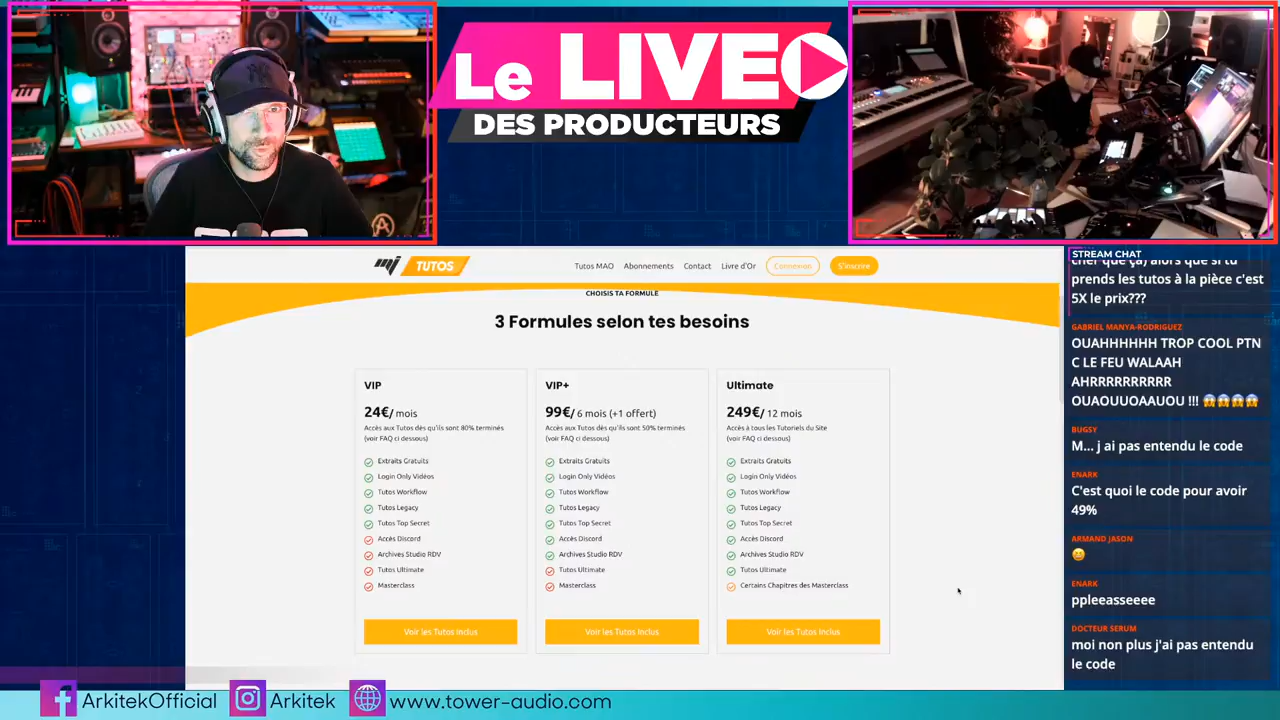 Le LIVE
DES PRODUCTEURS
TUTOS
Tutos MAO
Abonnements
Contact
Livre d'Or
Connexion
S'inscrire
CHOISIS TA FORMULE
3 Formules selon tes besoins
VIP
24€/ mois
Accès aux Tutos dès qu'ils sont 80% terminés
(voir FAQ ci dessous)
Extraits Gratuits
Login Only Vidéos
Tutos Workflow
Tutos Legacy
Tutos Top Secret
Accès Discord
Archives Studio RDV
Tutos Ultimate
Masterclass
Voir les Tutos Inclus
VIP+
99€/ 6 mois (+1 offert)
Accès aux Tutos dès qu'ils sont 50% terminés
(voir FAQ ci dessous)
Extraits Gratuits
Login Only Vidéos
Tutos Workflow
Tutos Legacy
Tutos Top Secret
Accès Discord
Archives Studio RDV
Tutos Ultimate
Masterclass
Voir les Tutos Inclus
Ultimate
249€/ 12 mois
Accès à tous les Tutoriels du Site
(voir FAQ ci dessous)
Extraits Gratuits
Login Only Vidéos
Tutos Workflow
Tutos Legacy
Tutos Top Secret
Accès Discord
Archives Studio RDV
Tutos Ultimate
Certains Chapitres des Masterclass
Voir les Tutos Inclus
STREAM CHAT
cher que ça) alors que si tu
prends les tutos à la pièce c'est
5X le prix???
GABRIEL MANYA-RODRIGUEZ
OUAHHHHHH TROP COOL PTN
C LE FEU WALAAH
AHRRRRRRRRR
OUAOUUOAAUOU !!! 😱😱😱😱
BUGSY
M... j ai pas entendu le code
ENARK
C'est quoi le code pour avoir
49%
ARMAND JASON
😄
ENARK
ppleeasseeee
DOCTEUR SERUM
moi non plus j'ai pas entendu
le code
ArkitekOfficial
Arkitek
www.tower-audio.com